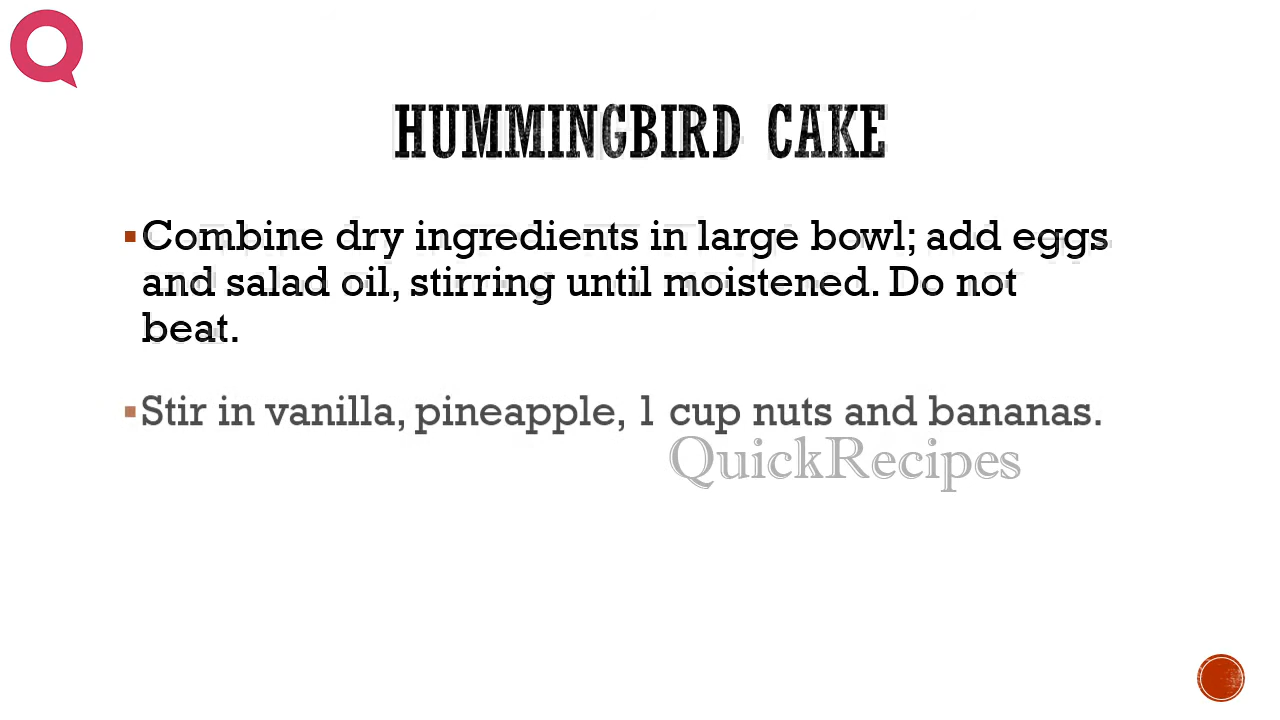 HUMMINGBIRD CAKE
▪Combine dry ingredients in large bowl; add eggs
and salad oil, stirring until moistened. Do not
beat.
▪Stir in vanilla, pineapple, 1 cup nuts and bananas.
QuickRecipes